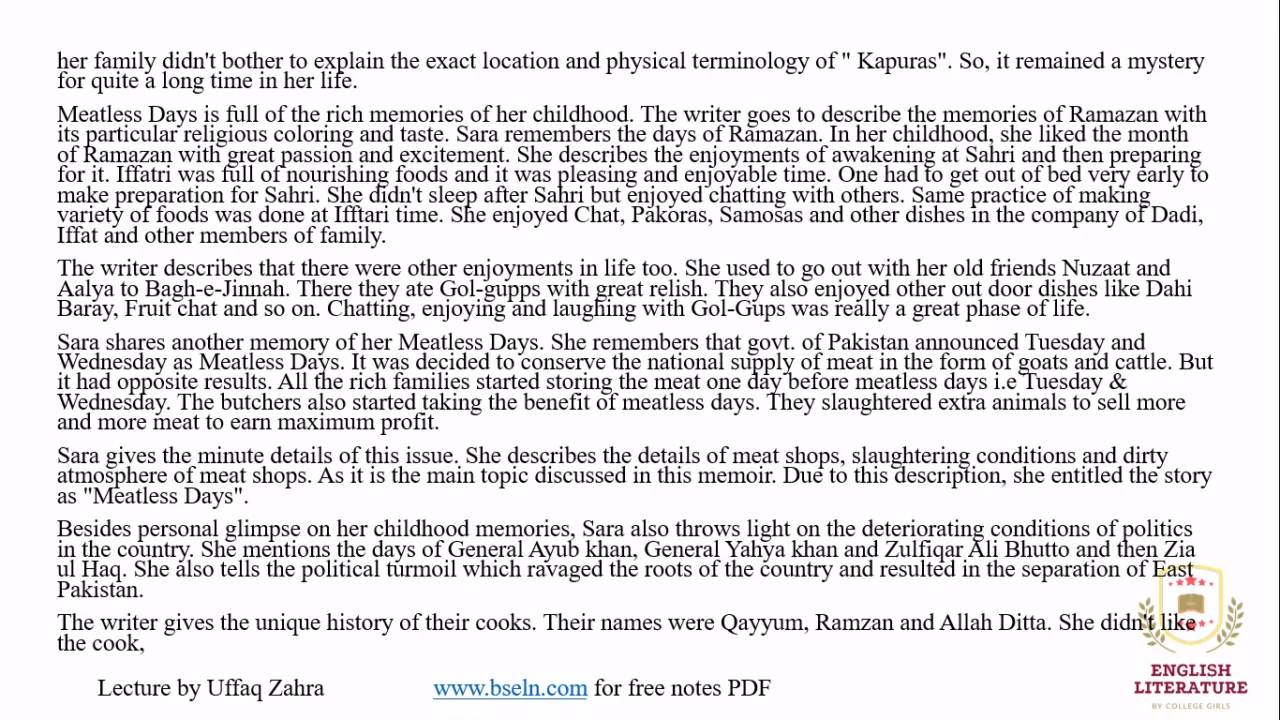 her family didn't bother to explain the exact location and physical terminology of " Kapuras". So, it remained a mystery
for quite a long time in her life.
Meatless Days is full of the rich memories of her childhood. The writer goes to describe the memories of Ramazan with
its particular religious coloring and taste. Sara remembers the days of Ramazan. In her childhood, she liked the month
of Ramazan with great passion and excitement. She describes the enjoyments of awakening at Sahri and then preparing
for it. Iffatri was full of nourishing foods and it was pleasing and enjoyable time. One had to get out of bed very early to
make preparation for Sahri. She didn't sleep after Sahri but enjoyed chatting with others. Same practice of making
variety of foods was done at Ifftari time. She enjoyed Chat, Pakoras, Samosas and other dishes in the company of Dadi,
Iffat and other members of family.
The writer describes that there were other enjoyments in life too. She used to go out with her old friends Nuzaat and
Aalya to Bagh-e-Jinnah. There they ate Gol-gupps with great relish. They also enjoyed other out door dishes like Dahi
Baray, Fruit chat and so on. Chatting, enjoying and laughing with Gol-Gups was really a great phase of life.
Sara shares another memory of her Meatless Days. She remembers that govt. of Pakistan announced Tuesday and
Wednesday as Meatless Days. It was decided to conserve the national supply of meat in the form of goats and cattle. But
it had opposite results. All the rich families started storing the meat one day before meatless days i.e Tuesday &
Wednesday. The butchers also started taking the benefit of meatless days. They slaughtered extra animals to sell more
and more meat to earn maximum profit.
Sara gives the minute details of this issue. She describes the details of meat shops, slaughtering conditions and dirty
atmosphere of meat shops. As it is the main topic discussed in this memoir. Due to this description, she entitled the story
as "Meatless Days".
Besides personal glimpse on her childhood memories, Sara also throws light on the deteriorating conditions of politics
in the country. She mentions the days of General Ayub khan, General Yahya khan and Zulfiqar Ali Bhutto and then Zia
ul Haq. She also tells the political turmoil which ravaged the roots of the country and resulted in the separation of East
Pakistan.
The writer gives the unique history of their cooks. Their names were Qayyum, Ramzan and Allah Ditta. She didn't like
the cook,
Lecture by Uffaq Zahra
www.bseln.com for free notes PDF
ENGLISH
LITERATURE
BY COLLEGE GIRLS